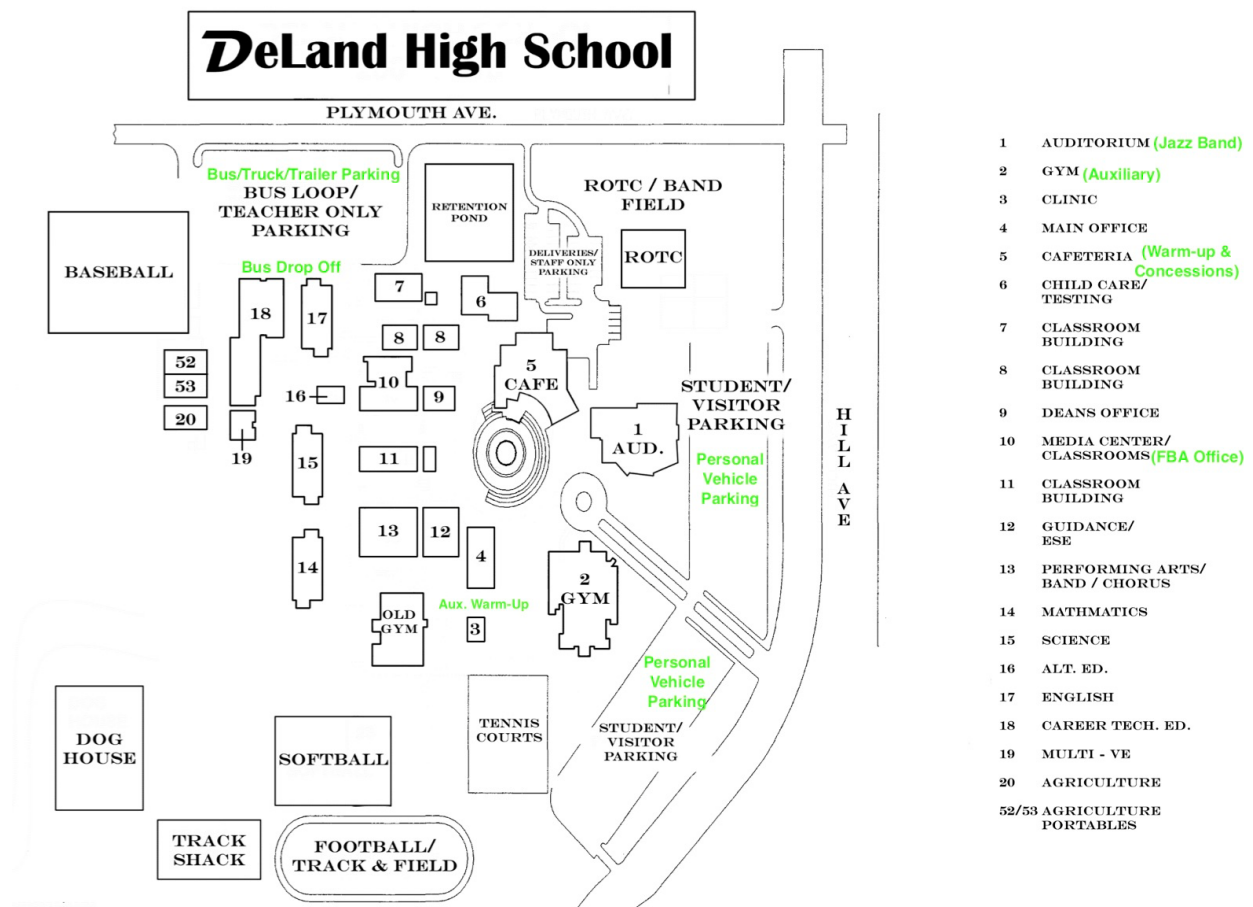 DeLand High School
PLYMOUTH AVE.
Bus/Truck/Trailer Parking
BUS LOOP/
TEACHER ONLY
PARKING
RETENTION
POND
ROTC / BAND
FIELD
DELIVERIES/
STAFF ONLY
PARKING
ROTC
BASEBALL
Bus Drop Off
18
17
7
6
8
8
5
CAFE
52
53
20
16
10
9
19
STUDENT/
VISITOR
PARKING
1
AUD.
HILL AVE
Personal
Vehicle
Parking
15
11
13
12
4
14
2
GYM
Aux. Warm-Up
OLD
GYM
3
Personal
Vehicle
Parking
DOG
HOUSE
SOFTBALL
TENNIS
COURTS
STUDENT/
VISITOR
PARKING
TRACK
SHACK
FOOTBALL/
TRACK & FIELD
1 AUDITORIUM (Jazz Band)
2 GYM (Auxiliary)
3 CLINIC
4 MAIN OFFICE
5 CAFETERIA (Warm-up &
Concessions)
6 CHILD CARE/
TESTING
7 CLASSROOM
BUILDING
8 CLASSROOM
BUILDING
9 DEANS OFFICE
10 MEDIA CENTER/
CLASSROOMS (FBA Office)
11 CLASSROOM
BUILDING
12 GUIDANCE/
ESE
13 PERFORMING ARTS/
BAND / CHORUS
14 MATHMATICS
15 SCIENCE
16 ALT. ED.
17 ENGLISH
18 CAREER TECH. ED.
19 MULTI - VE
20 AGRICULTURE
52/53 AGRICULTURE
PORTABLES